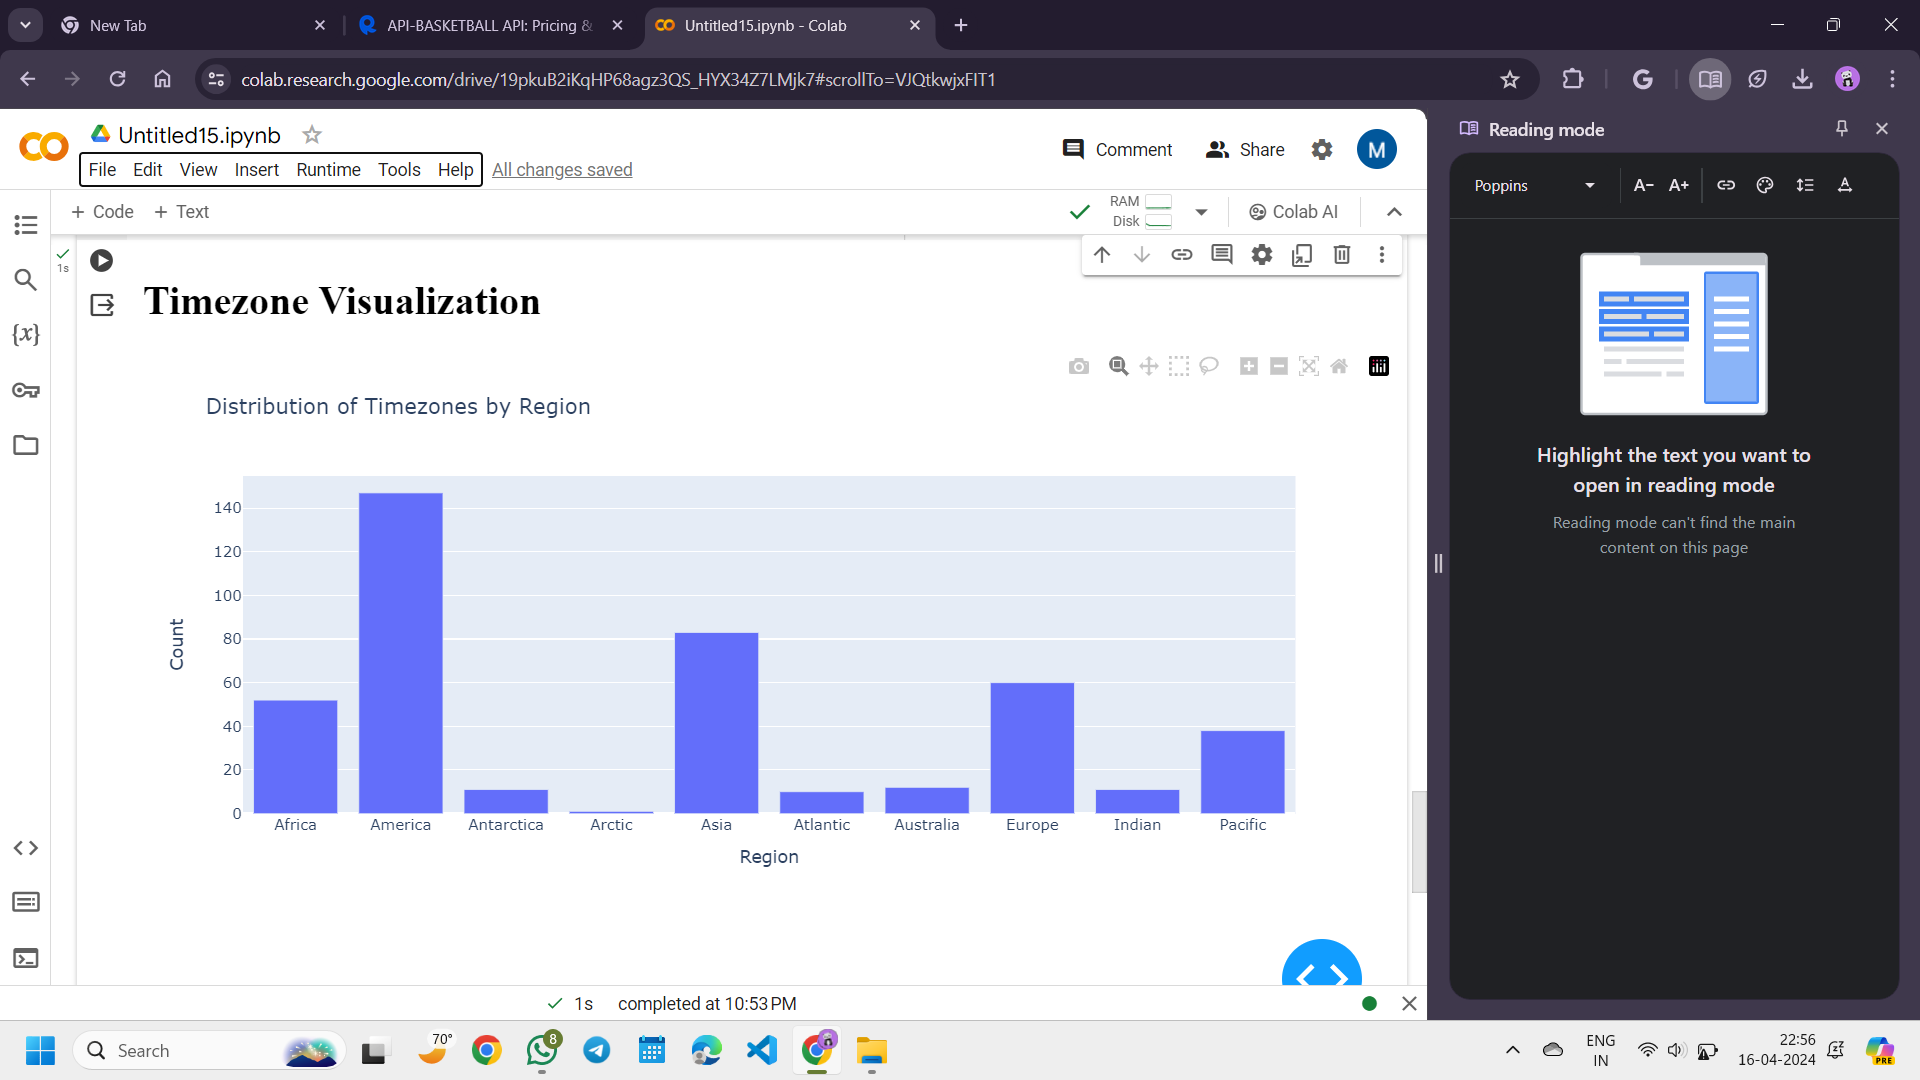 New Tab
API-BASKETBALL API: Pricing &
Untitled15.ipynb - Colab
colab.research.google.com/drive/19pkuB2iKqHP68agz3QS_HYX34Z7LMjk7#scrollTo=VJQtkwjxFIT1
Untitled15.ipynb
Comment
Share
M
File Edit View Insert Runtime Tools Help All changes saved
+ Code + Text
RAM
Disk
Colab AI
1s
Timezone Visualization
Distribution of Timezones by Region
140
120
100
80
60
40
20
0
Count
Africa America Antarctica Arctic Asia Atlantic Australia Europe Indian Pacific
Region
1s completed at 10:53 PM
Reading mode
Poppins
A- A+
Highlight the text you want to
open in reading mode
Reading mode can't find the main
content on this page
Search
70°
8
ENG
IN
22:56
16-04-2024
PRE